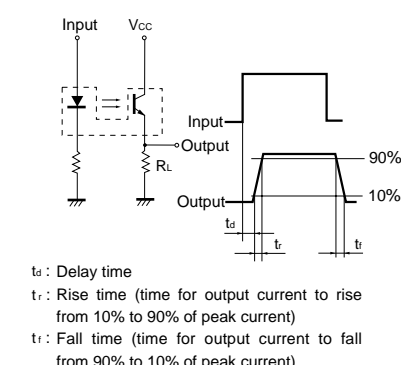 Input Vcc
Input
Output
RL
90%
Output
10%
td
tr tf
td : Delay time
tr : Rise time (time for output current to rise
from 10% to 90% of peak current)
tf : Fall time (time for output current to fall
from 90% to 10% of peak current)